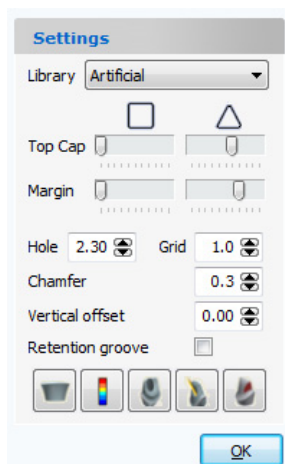 Settings
Library Artificial
Top Cap
Margin
Hole 2.30 Grid 1.0
Chamfer 0.3
Vertical offset 0.00
Retention groove
OK